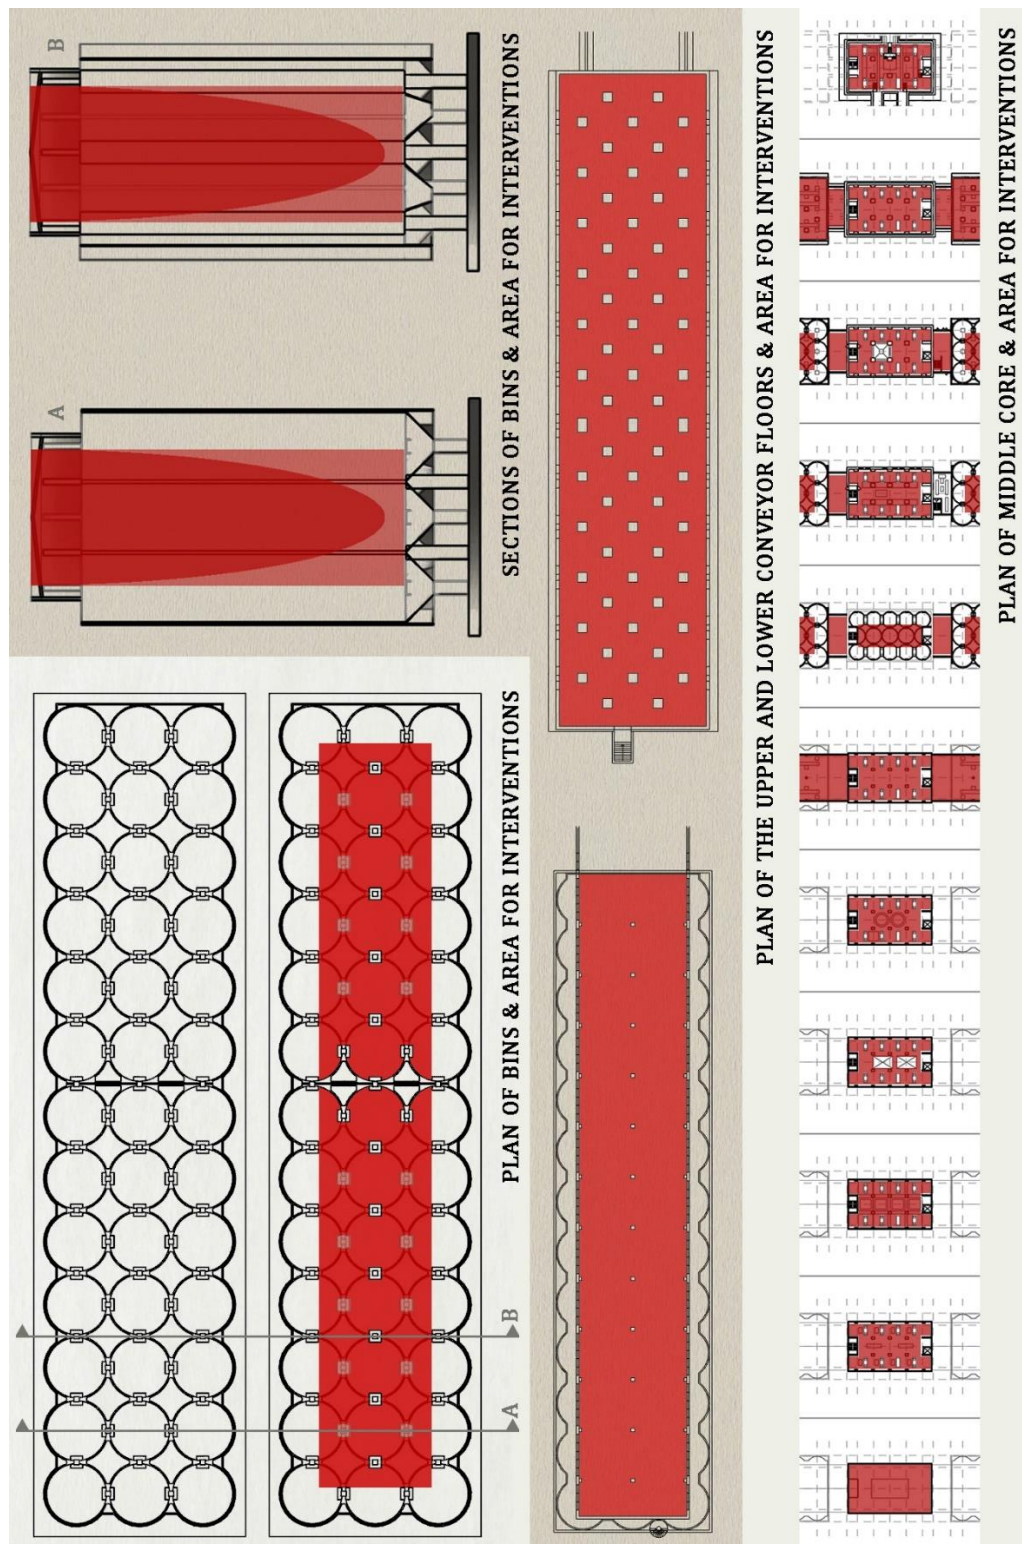 B
A
SECTIONS OF BINS & AREA FOR INTERVENTIONS
PLAN OF BINS & AREA FOR INTERVENTIONS
B
A
PLAN OF THE UPPER AND LOWER CONVEYOR FLOORS & AREA FOR INTERVENTIONS
PLAN OF MIDDLE CORE & AREA FOR INTERVENTIONS